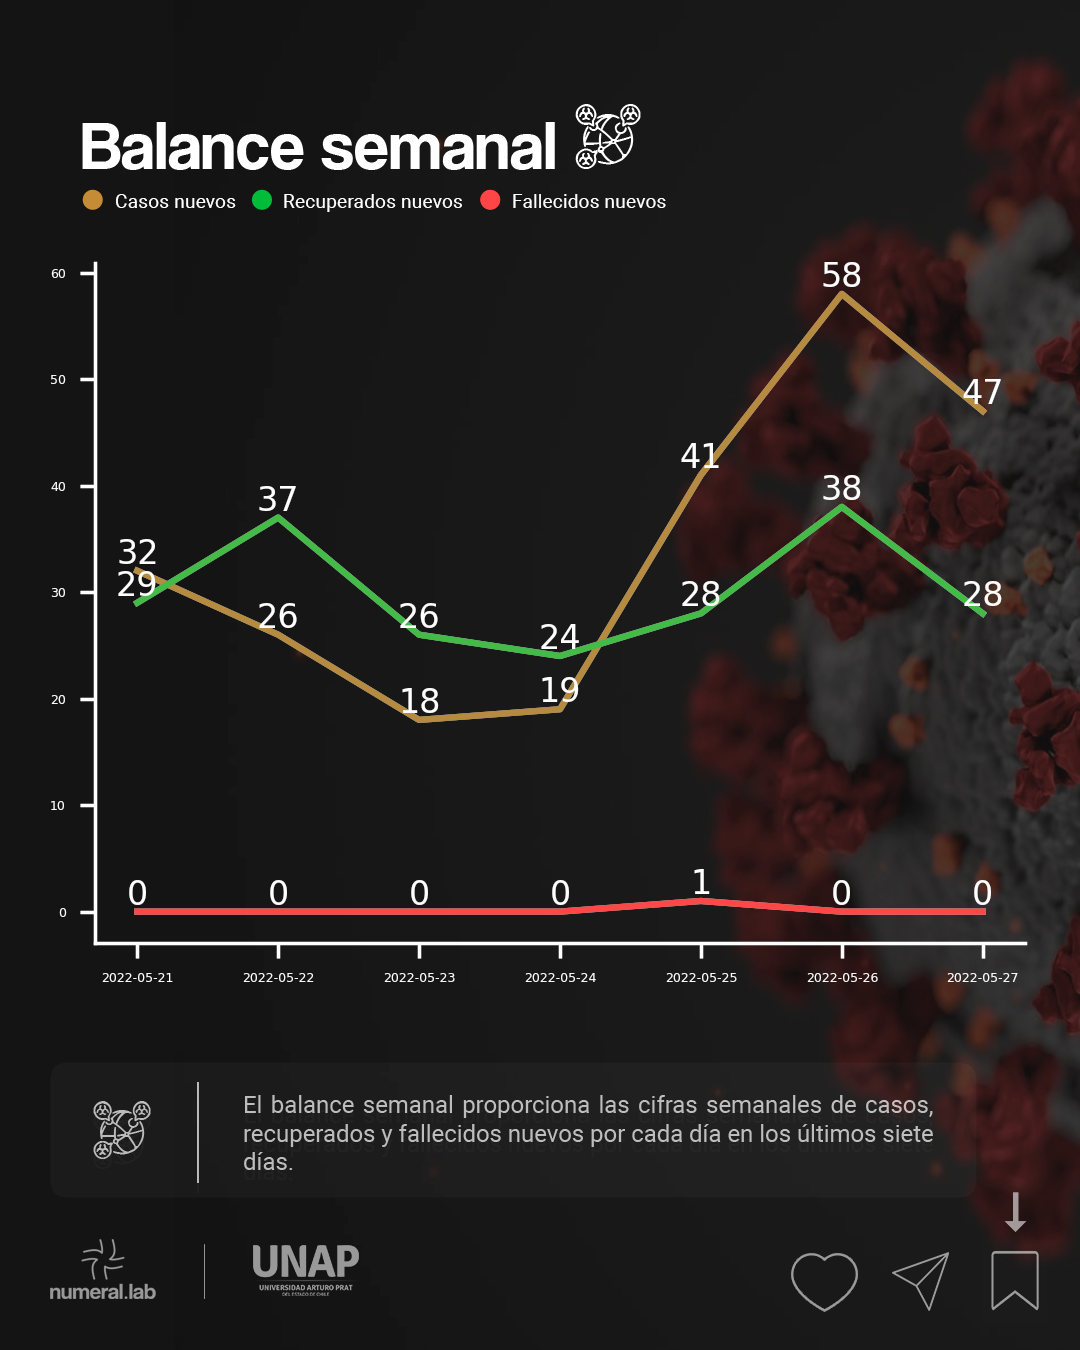 Balance semanal
Casos nuevos Recuperados nuevos Fallecidos nuevos
60
50
40
30
20
10
0
58
47
41
38
37
32
29
28
28
26
26
24
19
18
0 0 0 0 1 0 0
2022-05-21 2022-05-22 2022-05-23 2022-05-24 2022-05-25 2022-05-26 2022-05-27
El balance semanal proporciona las cifras semanales de casos,
recuperados y fallecidos nuevos por cada día en los últimos siete
días.
numeral.lab
UNAP
UNIVERSIDAD ARTURO PRAT
DEL ESTADO DE CHILE